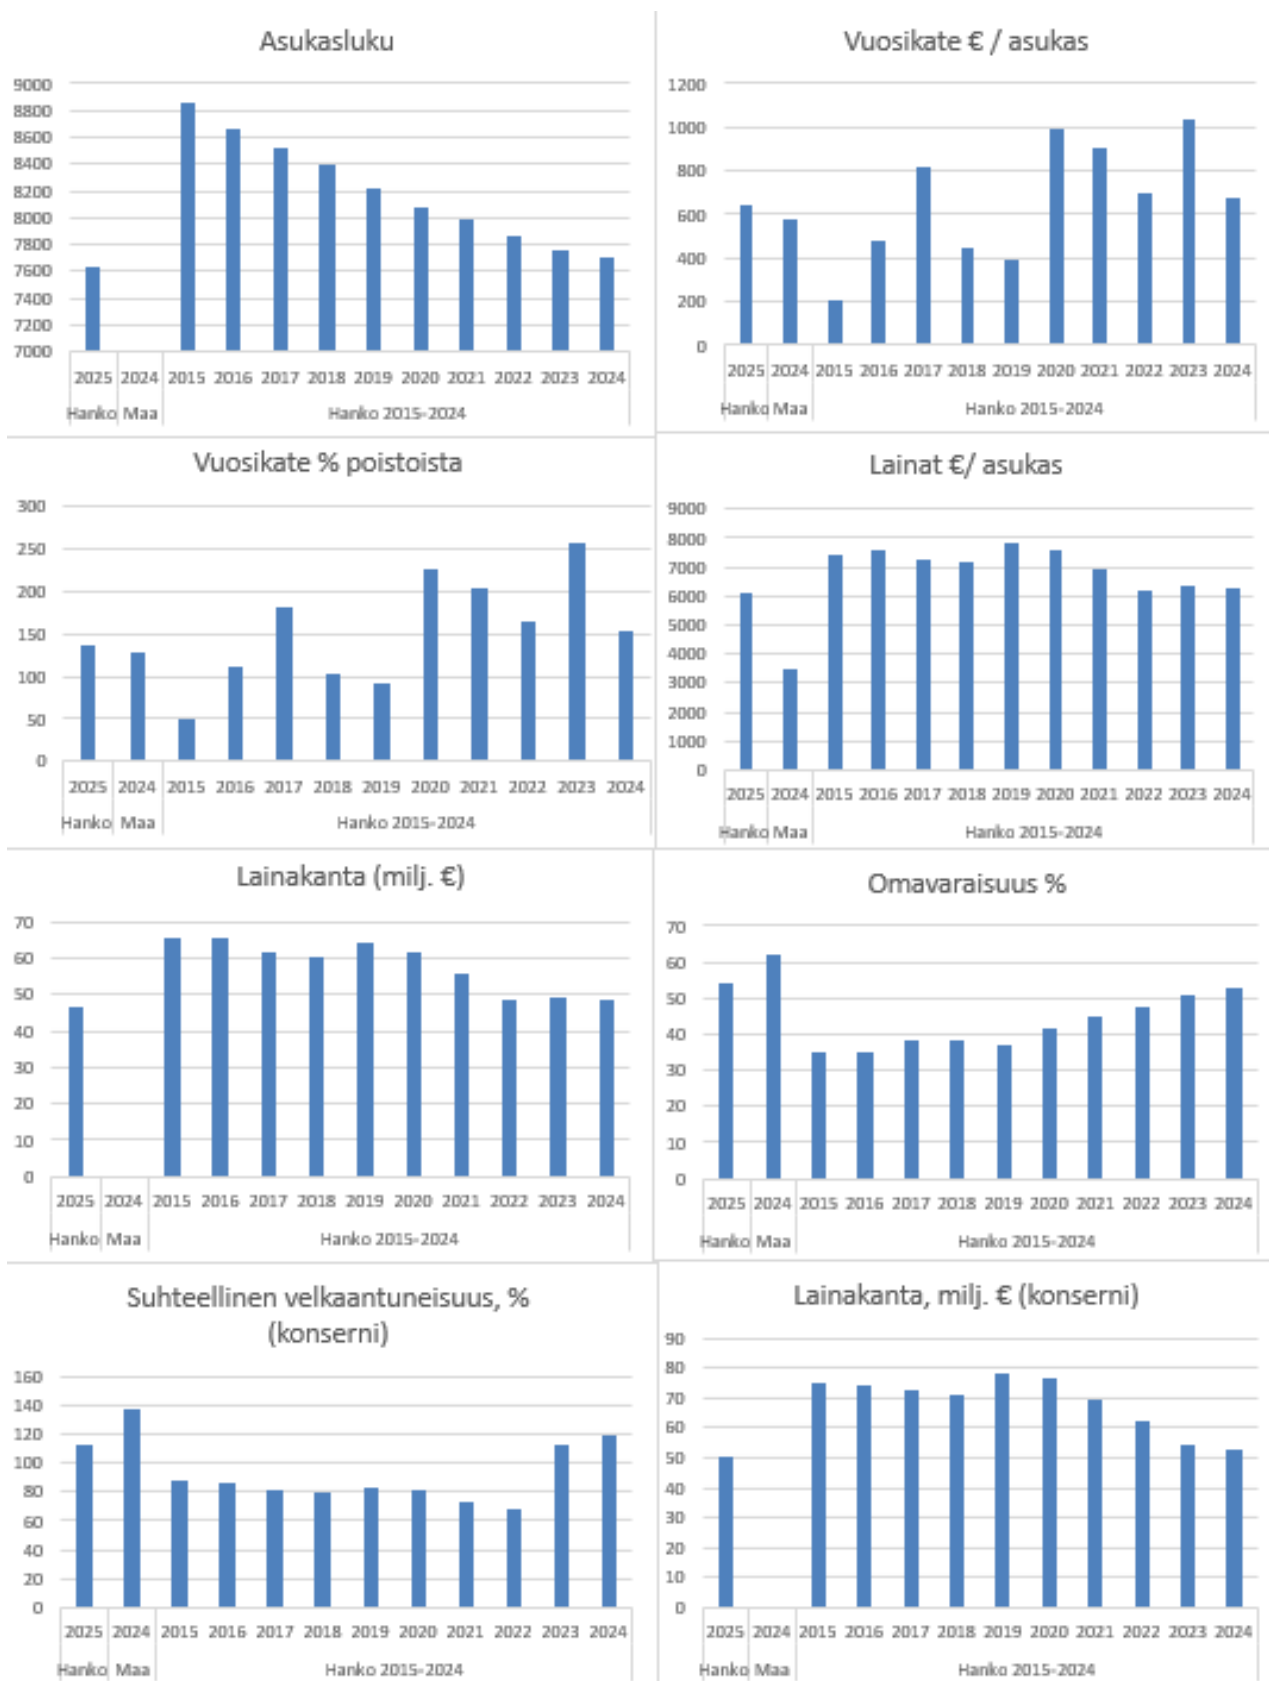 Asukasluku
9000
8800
8600
8400
8200
8000
7800
7600
7400
7200
7000
2025 2024 2015 2016 2017 2018 2019 2020 2021 2022 2023 2024
Hanko Maa Hanko 2015-2024
Vuosikate € / asukas
1200
1000
800
600
400
200
0
2025 2024 2015 2016 2017 2018 2019 2020 2021 2022 2023 2024
Hanko Maa Hanko 2015-2024
Vuosikate % poistoista
300
250
200
150
100
50
0
2025 2024 2015 2016 2017 2018 2019 2020 2021 2022 2023 2024
Hanko Maa Hanko 2015-2024
Lainat €/ asukas
9000
8000
7000
6000
5000
4000
3000
2000
1000
0
2025 2024 2015 2016 2017 2018 2019 2020 2021 2022 2023 2024
Hanko Maa Hanko 2015-2024
Lainakanta (milj. €)
70
60
50
40
30
20
10
0
2025 2024 2015 2016 2017 2018 2019 2020 2021 2022 2023 2024
Hanko Maa Hanko 2015-2024
Omavaraisuus %
70
60
50
40
30
20
10
0
2025 2024 2015 2016 2017 2018 2019 2020 2021 2022 2023 2024
Hanko Maa Hanko 2015-2024
Suhteellinen velkaantuneisuus, %
(konserni)
160
140
120
100
80
60
40
20
0
2025 2024 2015 2016 2017 2018 2019 2020 2021 2022 2023 2024
Hanko Maa Hanko 2015-2024
Lainakanta, milj. € (konserni)
90
80
70
60
50
40
30
20
10
0
2025 2024 2015 2016 2017 2018 2019 2020 2021 2022 2023 2024
Hanko Maa Hanko 2015-2024